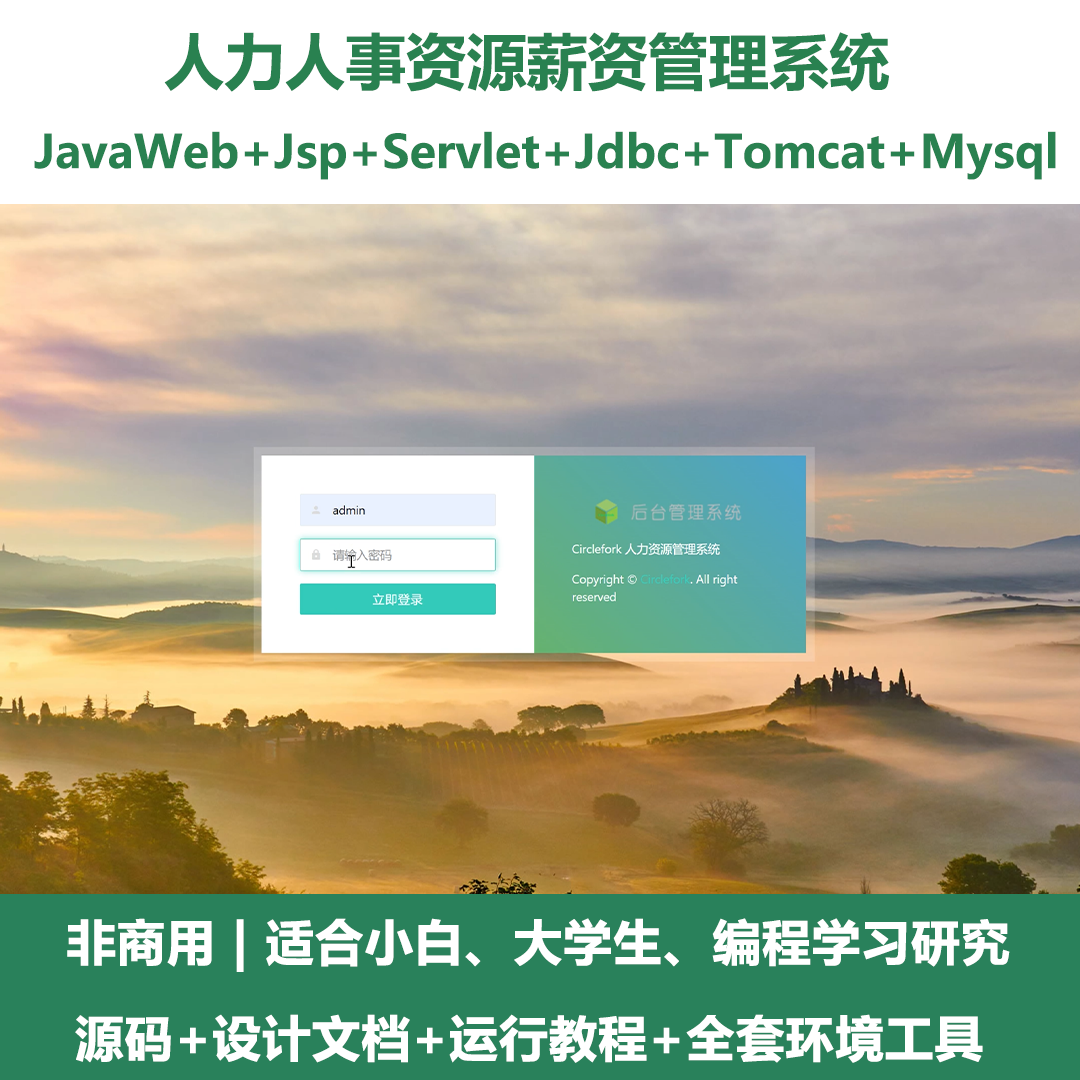 人力人事资源薪资管理系统
JavaWeb+Jsp+Servlet+Jdbc+Tomcat+Mysql
admin
请输入密码
立即登录
后台管理系统
Circlefork 人力资源管理系统
Copyright © Circlefork. All right
reserved
非商用 | 适合小白、大学生、编程学习研究
源码+设计文档+运行教程+全套环境工具